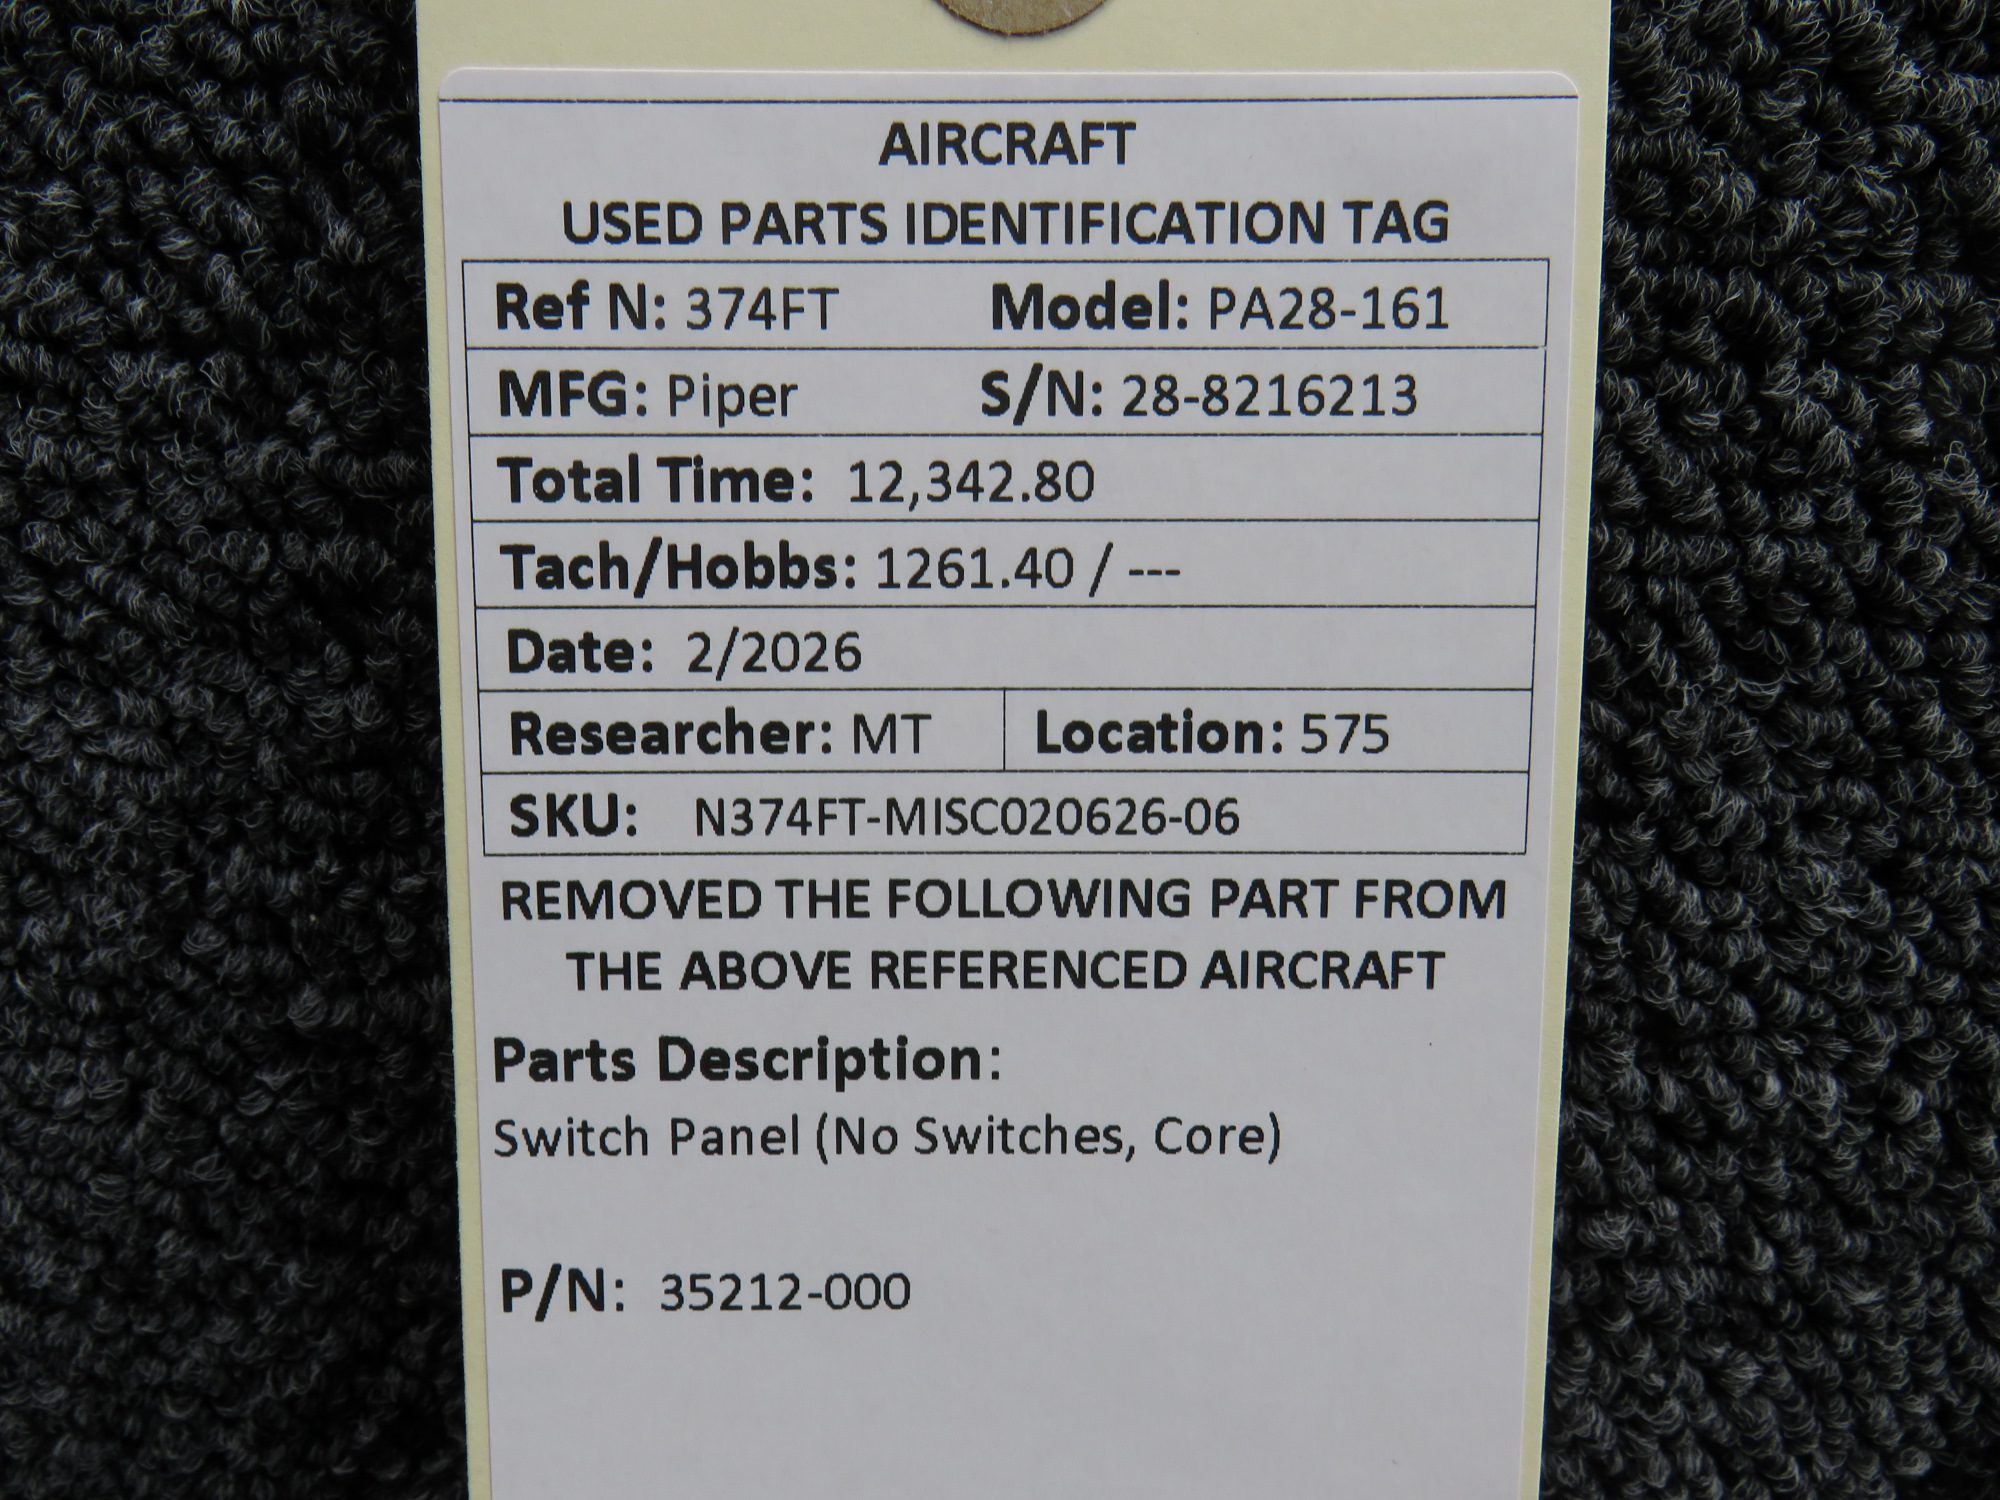 AIRCRAFT
USED PARTS IDENTIFICATION TAG
Ref N: 374FT Model: PA28-161
MFG: Piper S/N: 28-8216213
Total Time: 12,342.80
Tach/Hobbs: 1261.40 / ---
Date: 2/2026
Researcher: MT Location: 575
SKU: N374FT-MISC020626-06
REMOVED THE FOLLOWING PART FROM
THE ABOVE REFERENCED AIRCRAFT
Parts Description:
Switch Panel (No Switches, Core)
P/N: 35212-000